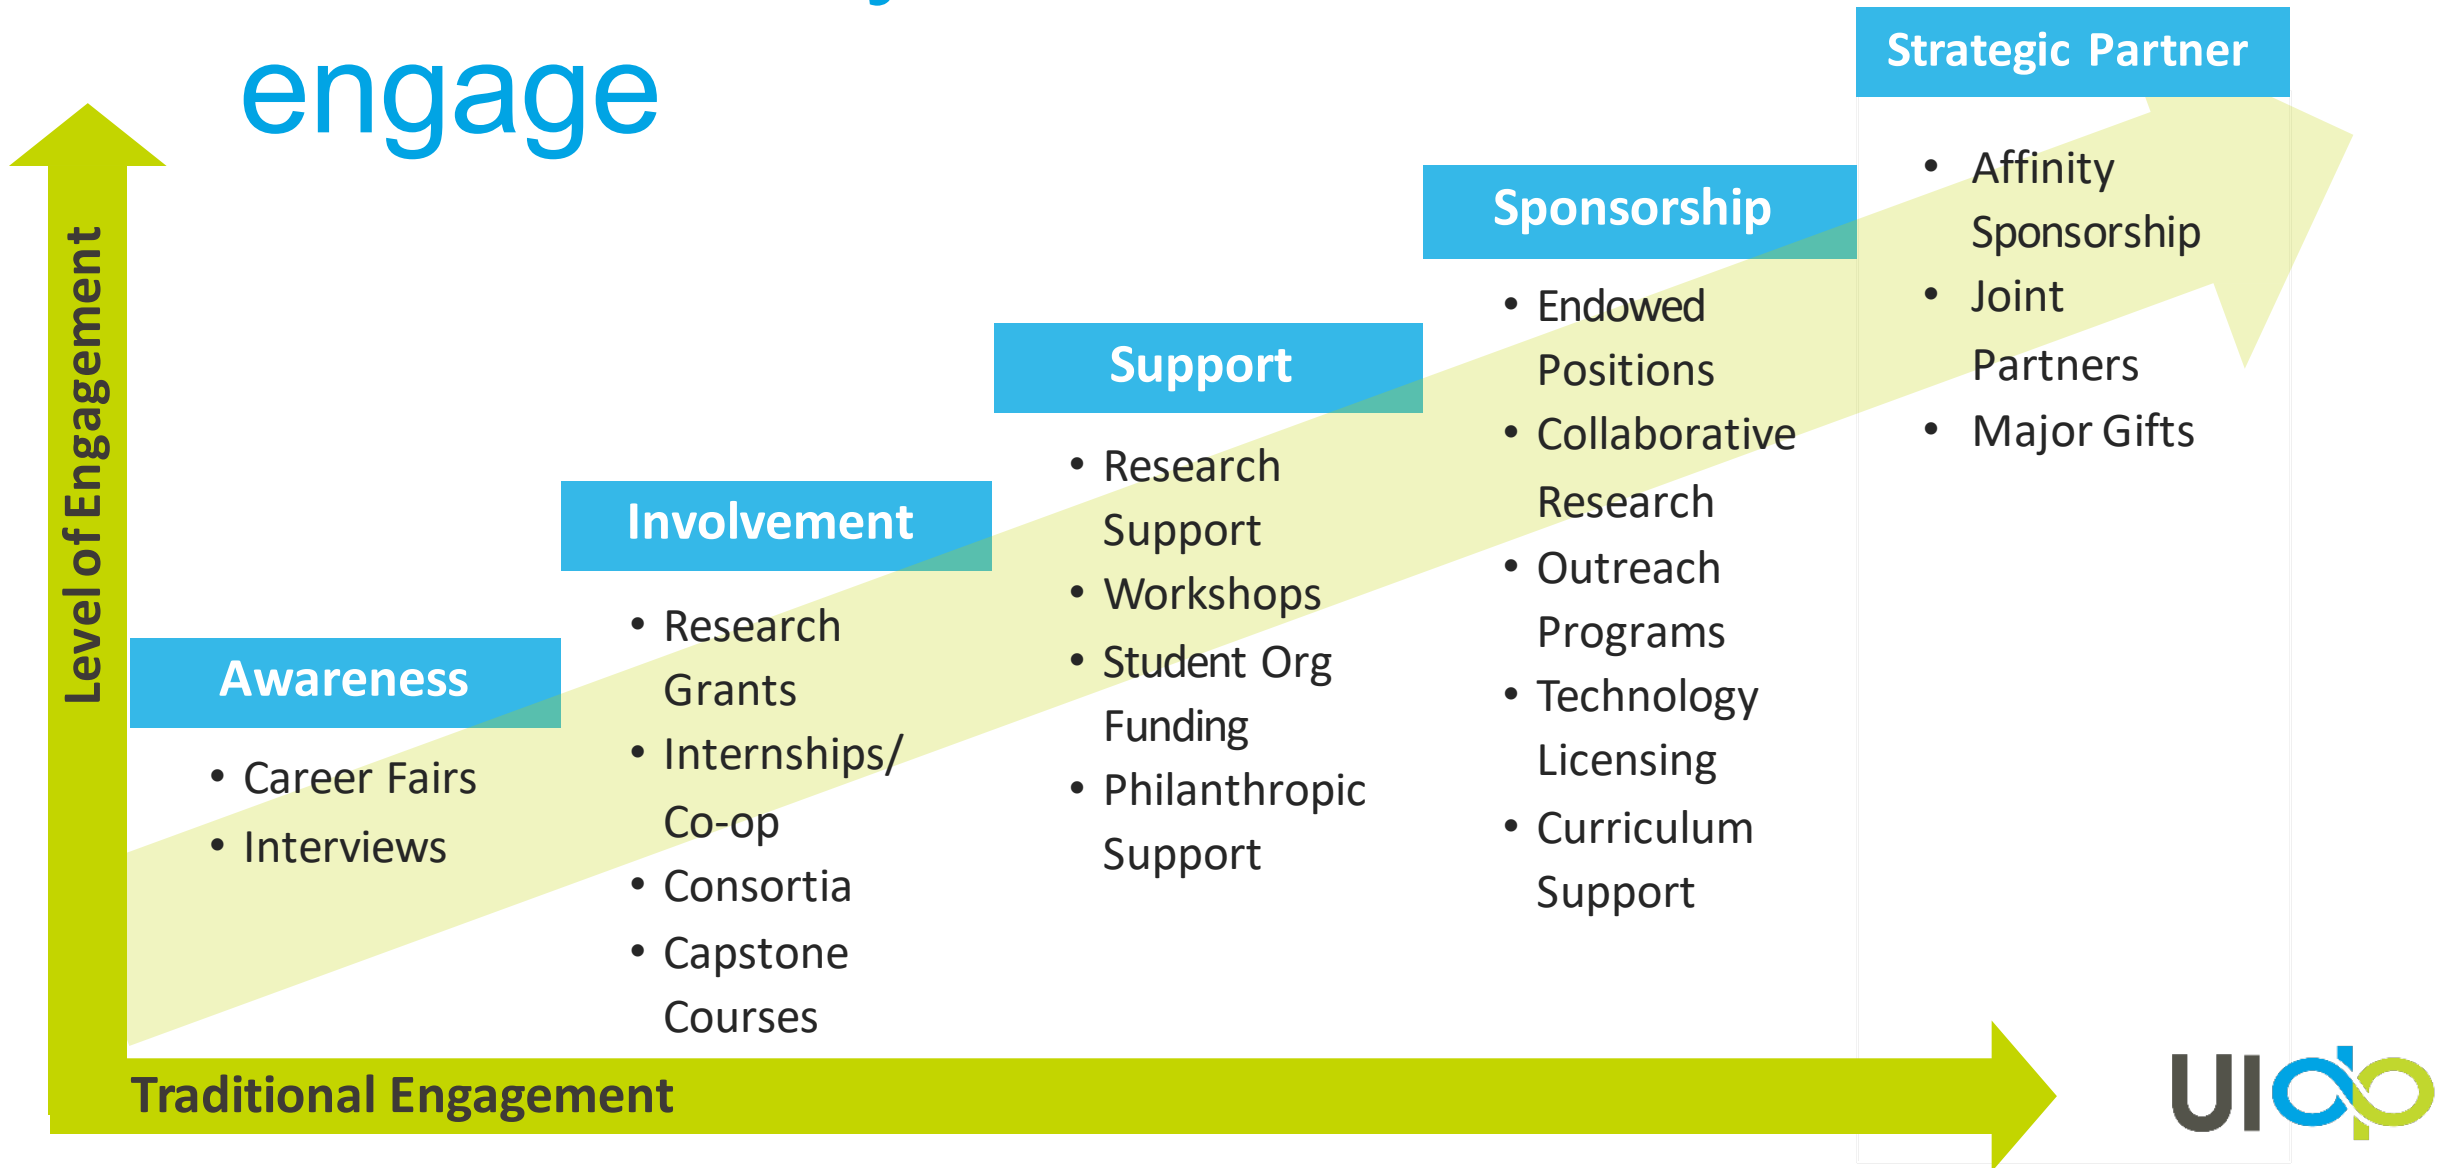 engage
Level of Engagement
Awareness
• Career Fairs
• Interviews
Involvement
• Research
Grants
• Internships/
Co-op
• Consortia
• Capstone
Courses
Support
• Research
Support
• Workshops
• Student Org
Funding
• Philanthropic
Support
Sponsorship
• Endowed
Positions
• Collaborative
Research
• Outreach
Programs
• Technology
Licensing
• Curriculum
Support
Strategic Partner
• Affinity
Sponsorship
• Joint
Partners
• Major Gifts
Traditional Engagement
UIdp